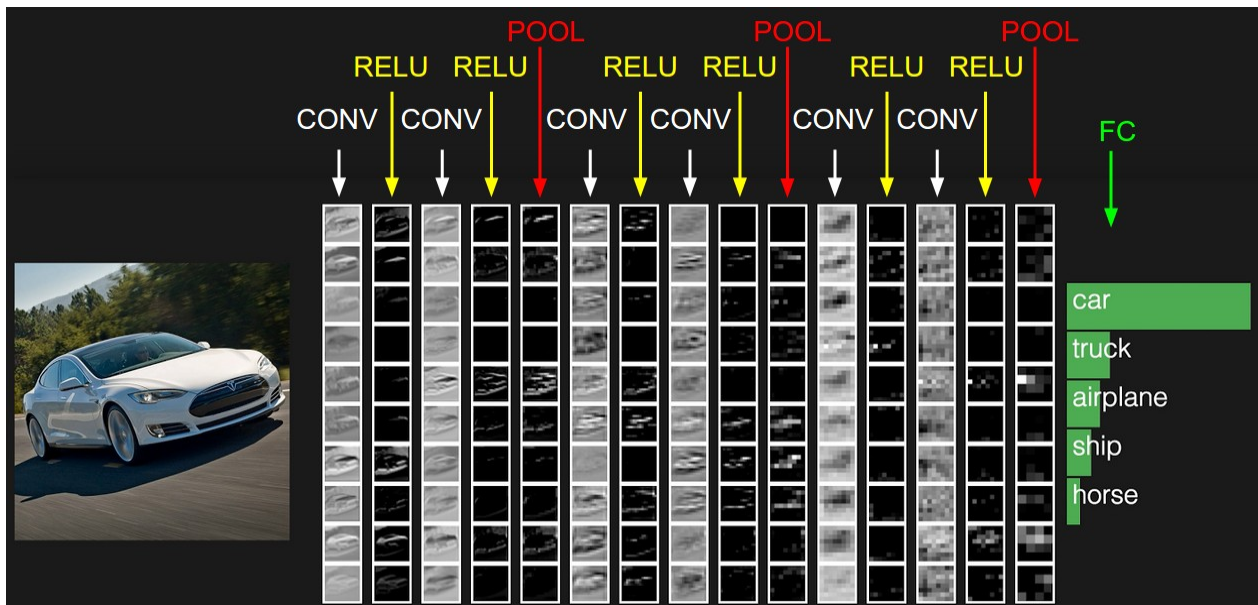 POOL POOL POOL
RELU RELU RELU RELU RELU RELU
CONV CONV CONV CONV CONV CONV
FC
car
truck
airplane
ship
horse